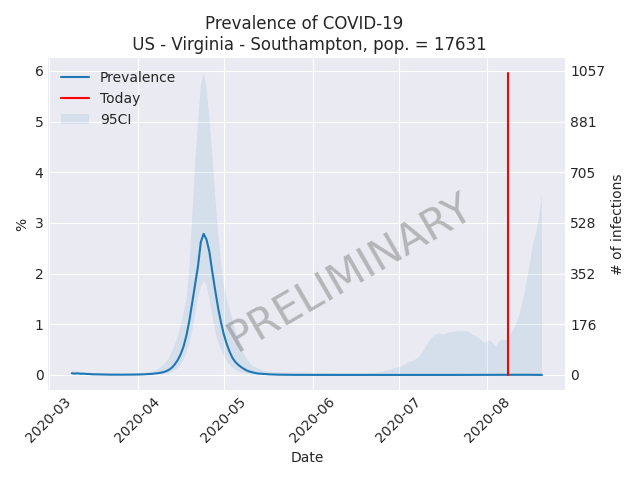 Prevalence of COVID-19
US - Virginia - Southampton, pop. = 17631
Prevalence
Today
95CI
PRELIMINARY
%
6
5
4
3
2
1
0
1057
881
705
528
352
176
0
# of infections
2020-03
2020-04
2020-05
2020-06
2020-07
2020-08
Date